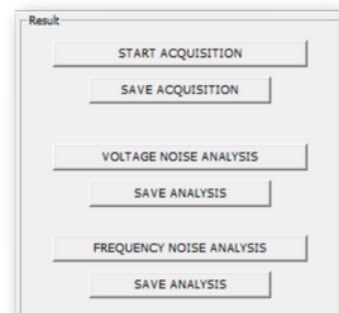 Result
START ACQUISITION
SAVE ACQUISITION
VOLTAGE NOISE ANALYSIS
SAVE ANALYSIS
FREQUENCY NOISE ANALYSIS
SAVE ANALYSIS